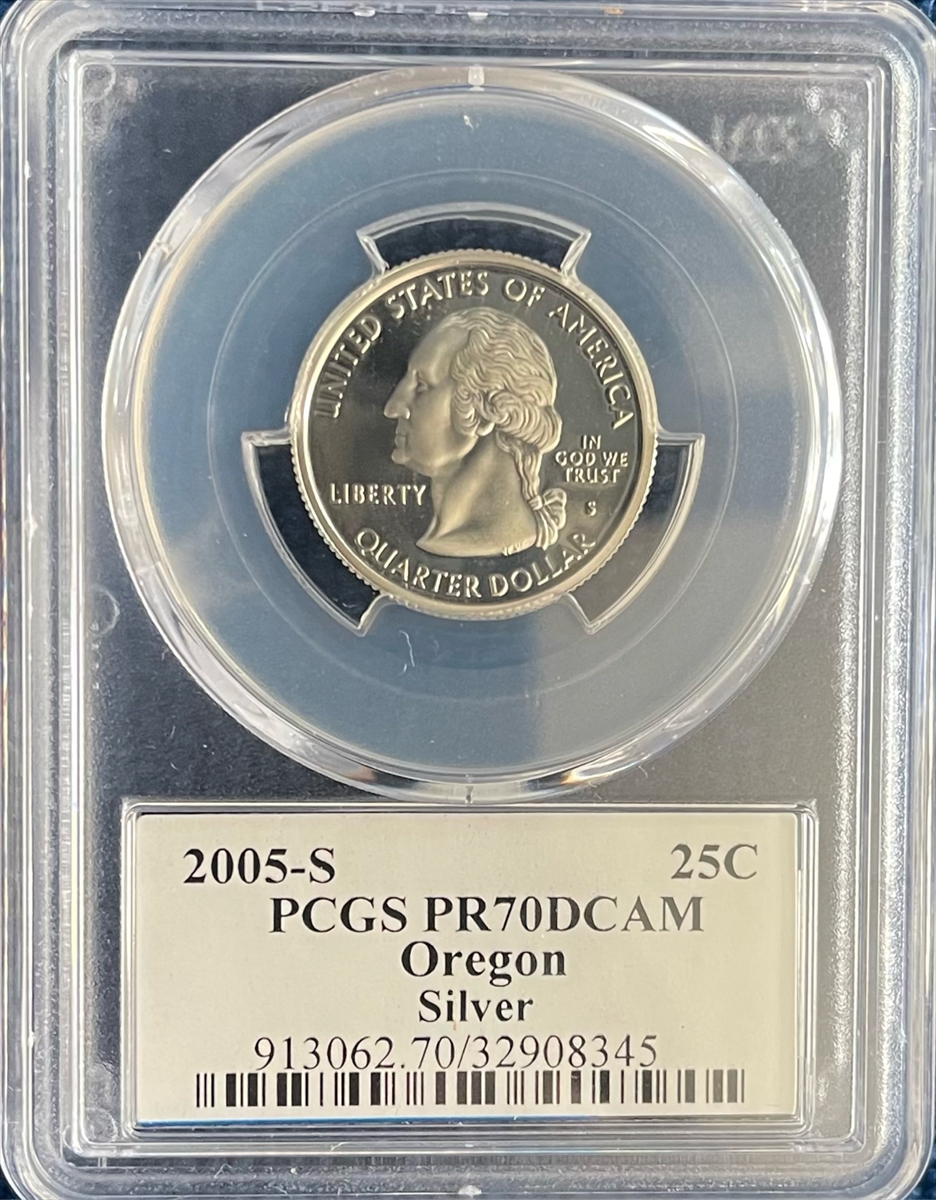 UNITED STATES OF AMERICA
LIBERTY
IN
GOD WE
TRUST
S
QUARTER DOLLAR
2005-S 25C
PCGS PR70DCAM
Oregon
Silver
913062.70/32908345